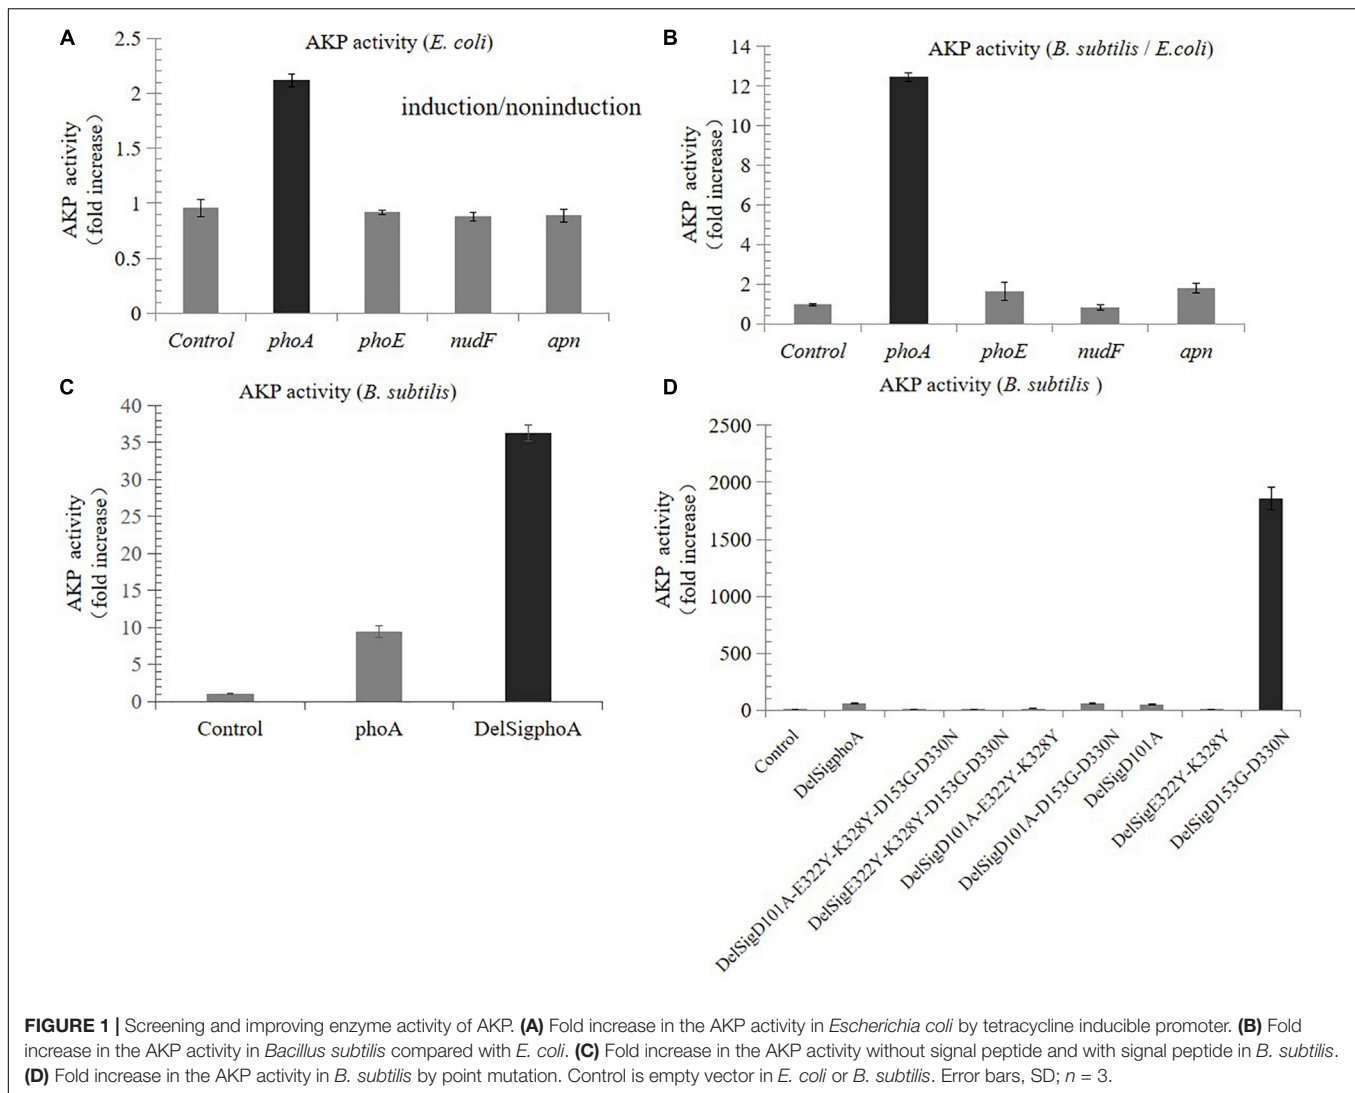 A
AKP activity (E. coli)
induction/noninduction
AKP activity
(fold increase)
2.5
2
1.5
1
0.5
0
Control phoA phoE nudF apn
B
AKP activity (B. subtilis / E.coli)
AKP activity
(fold increase)
14
12
10
8
6
4
2
0
Control phoA phoE nudF apn
C
AKP activity (B. subtilis)
AKP activity
(fold increase)
40
35
30
25
20
15
10
5
0
Control phoA DelSigphoA
D
AKP activity (B. subtilis )
AKP activity
(fold increase)
2500
2000
1500
1000
500
0
Control
DelSigphoA
DelSigD101A-E322Y-K328Y-D153G-D330N
DelSigE322Y-K328Y-D153G-D330N
DelSigD101A-E322Y-K328Y
DelSigD101A-D153G-D330N
DelSigD101A
DelSigE322Y-K328Y
DelSigD153G-D330N
FIGURE 1 | Screening and improving enzyme activity of AKP. (A) Fold increase in the AKP activity in Escherichia coli by tetracycline inducible promoter. (B) Fold
increase in the AKP activity in Bacillus subtilis compared with E. coli. (C) Fold increase in the AKP activity without signal peptide and with signal peptide in B. subtilis.
(D) Fold increase in the AKP activity in B. subtilis by point mutation. Control is empty vector in E. coli or B. subtilis. Error bars, SD; n = 3.